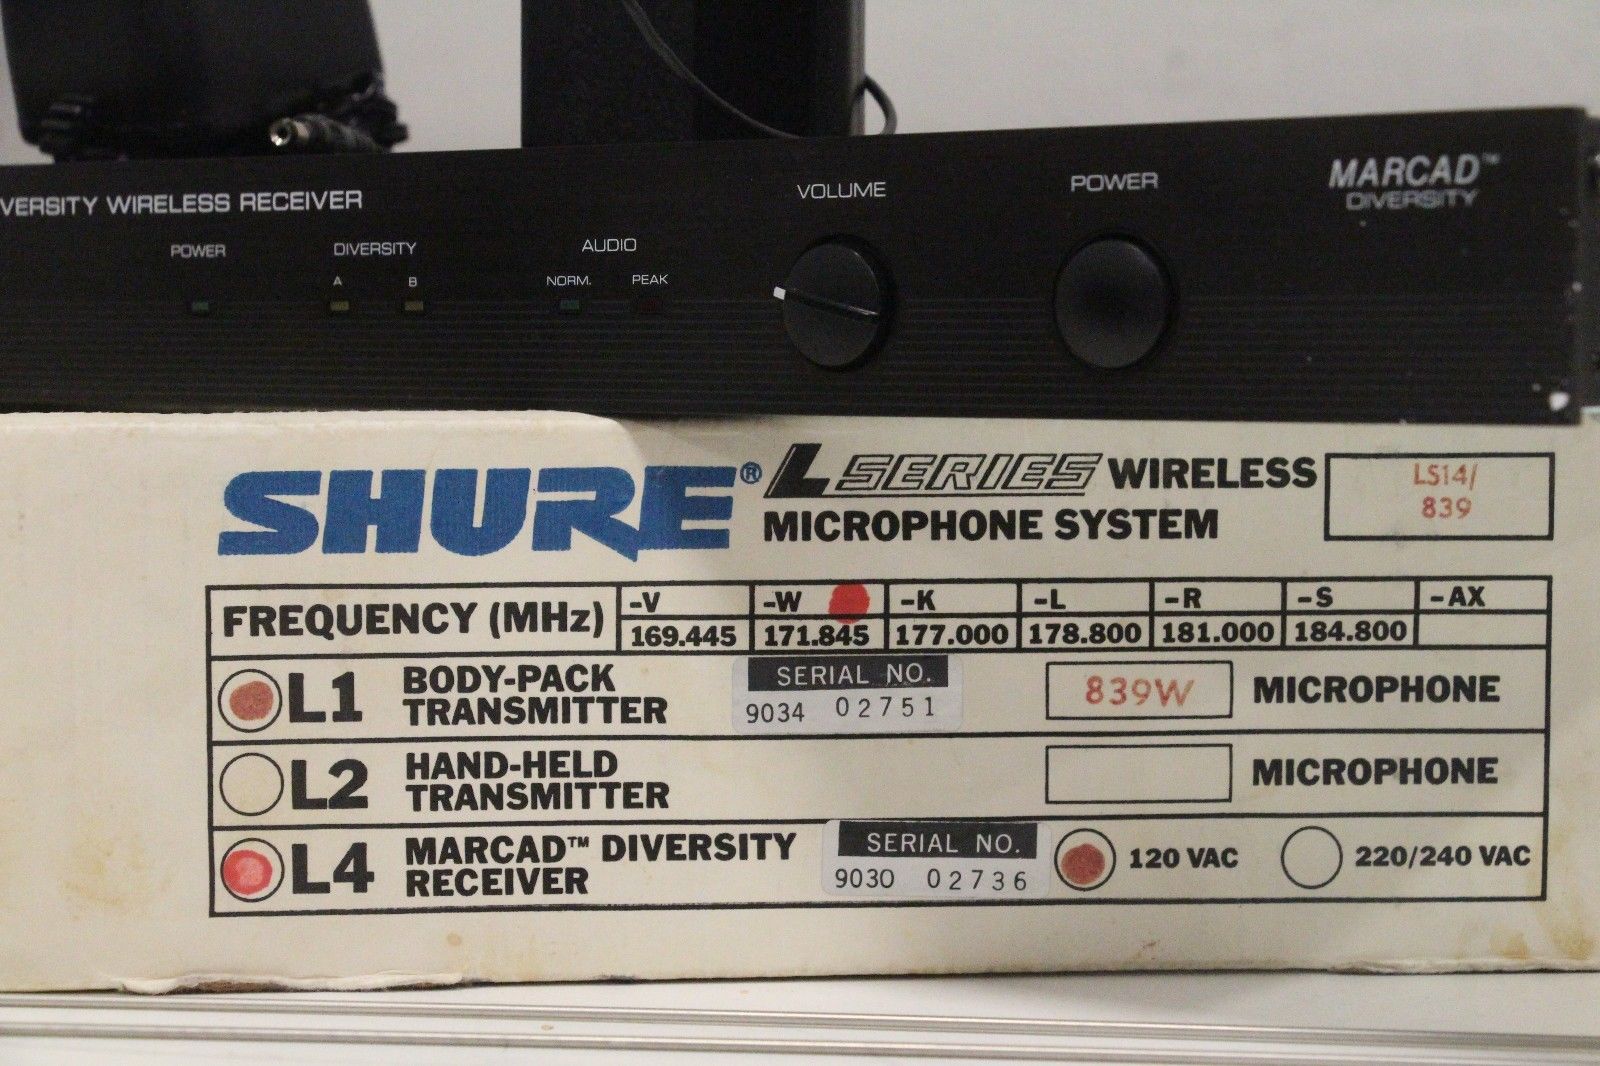 VERSITY WIRELESS RECEIVER
POWER
DIVERSITY
A B
AUDIO
NORM. PEAK
VOLUME
POWER
MARCAD™
DIVERSITY
SHURE® L SERIES WIRELESS
MICROPHONE SYSTEM
LS14/
839
FREQUENCY (MHz)
-V -W -K -L -R -S -AX
169.445 171.845 177.000 178.800 181.000 184.800
L1 BODY-PACK
TRANSMITTER
SERIAL NO.
9034 02751
839W MICROPHONE
L2 HAND-HELD
TRANSMITTER
MICROPHONE
L4 MARCAD™ DIVERSITY
RECEIVER
SERIAL NO.
9030 02736
120 VAC 220/240 VAC